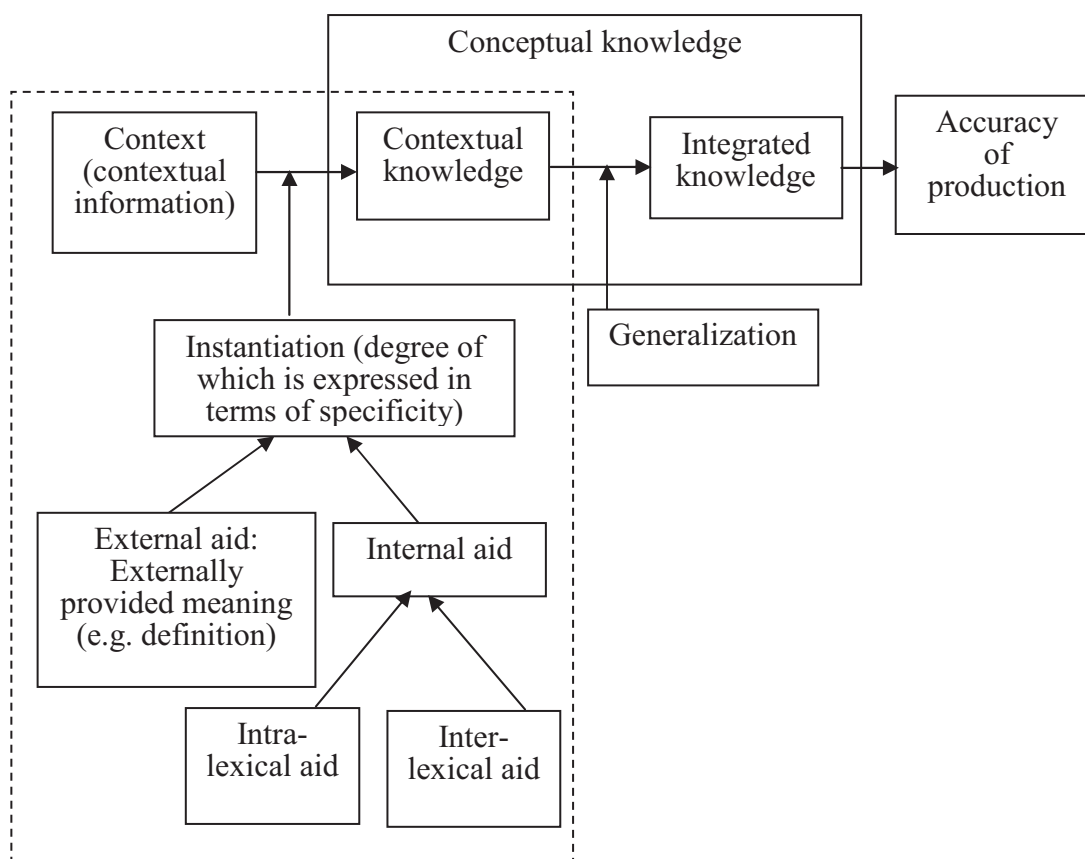 Conceptual knowledge
Context
(contextual
information)
Contextual
knowledge
Integrated
knowledge
Accuracy
of
production
Instantiation (degree of
which is expressed in
terms of specificity)
Generalization
External aid:
Externally
provided meaning
(e.g. definition)
Internal aid
Intra-
lexical aid
Inter-
lexical aid